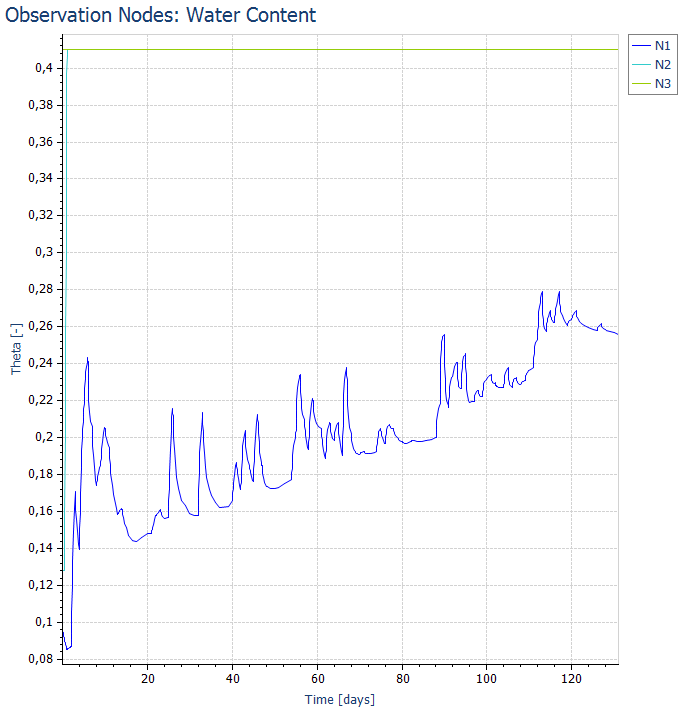 Observation Nodes: Water Content
N1
N2
N3
0,4
0,38
0,36
0,34
0,32
0,3
0,28
0,26
0,24
0,22
0,2
0,18
0,16
0,14
0,12
0,1
0,08
Theta [-]
20 40 60 80 100 120
Time [days]